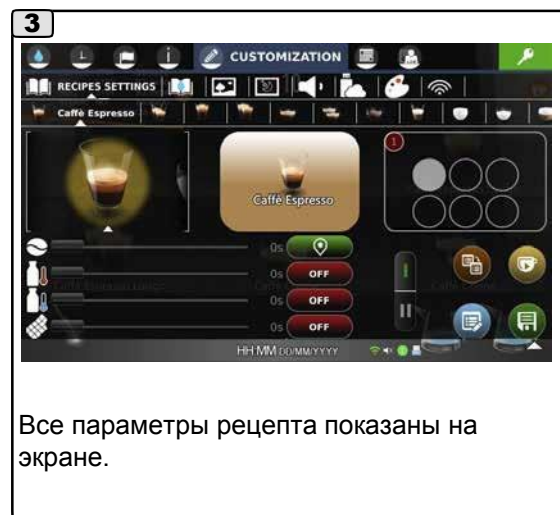 3
CUSTOMIZATION
RECIPES SETTINGS
Caffè Espresso
Caffè Espresso
1
0s
0s OFF
0s OFF
0s OFF
HH:MM DD/MM/YYYY
Все параметры рецепта показаны на
экране.